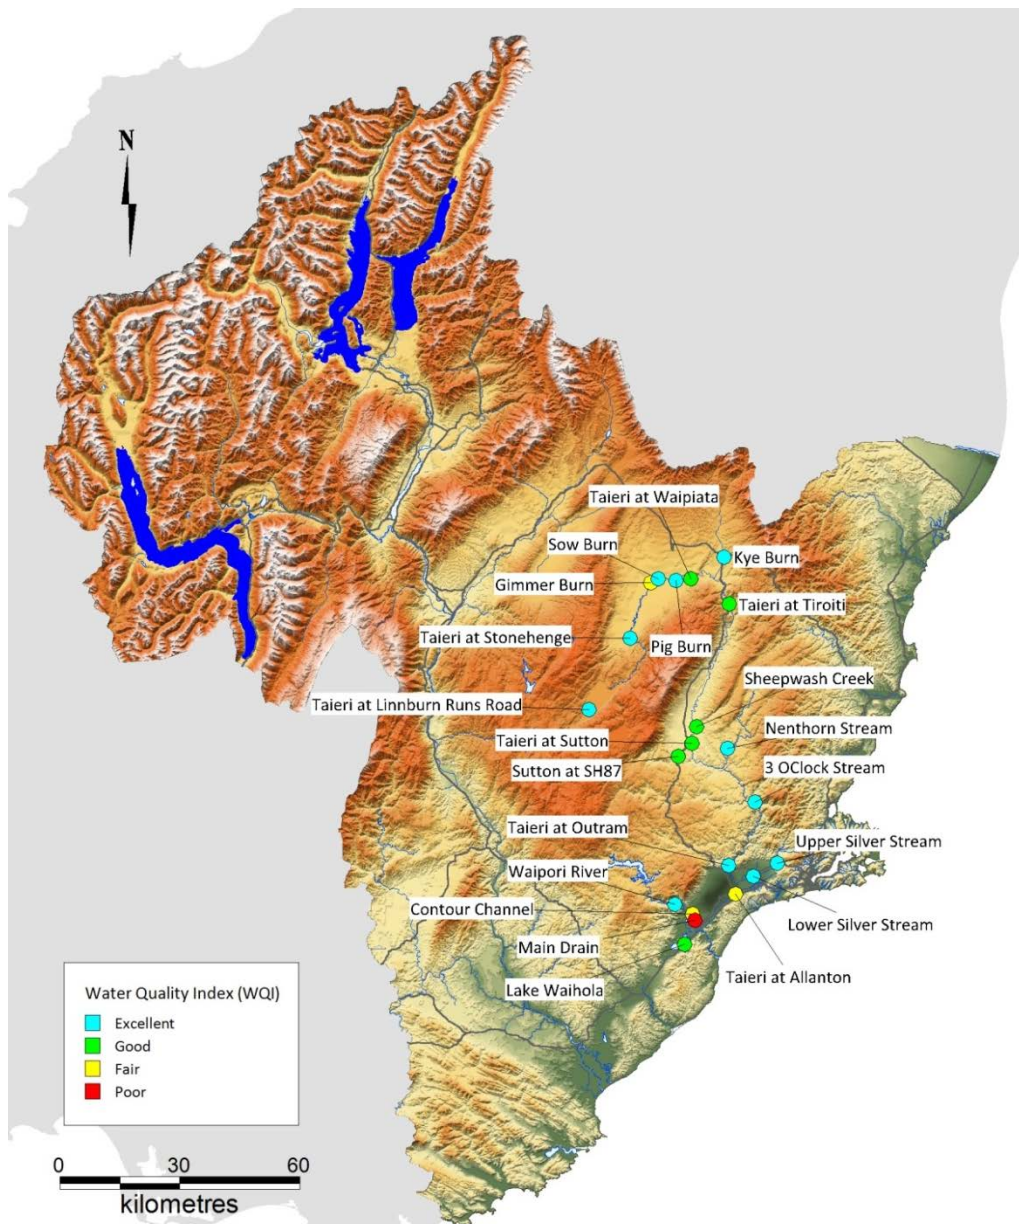 N
Taieri at Waipiata
Sow Burn
Kye Burn
Gimmer Burn
Taieri at Tiroiti
Taieri at Stonehenge
Pig Burn
Sheepwash Creek
Taieri at Linnburn Runs Road
Nenthorn Stream
Taieri at Sutton
Sutton at SH87
3 OClock Stream
Taieri at Outram
Upper Silver Stream
Waipori River
Contour Channel
Lower Silver Stream
Main Drain
Taieri at Allanton
Lake Waihola
Water Quality Index (WQI)
Excellent
Good
Fair
Poor
0 30 60
kilometres